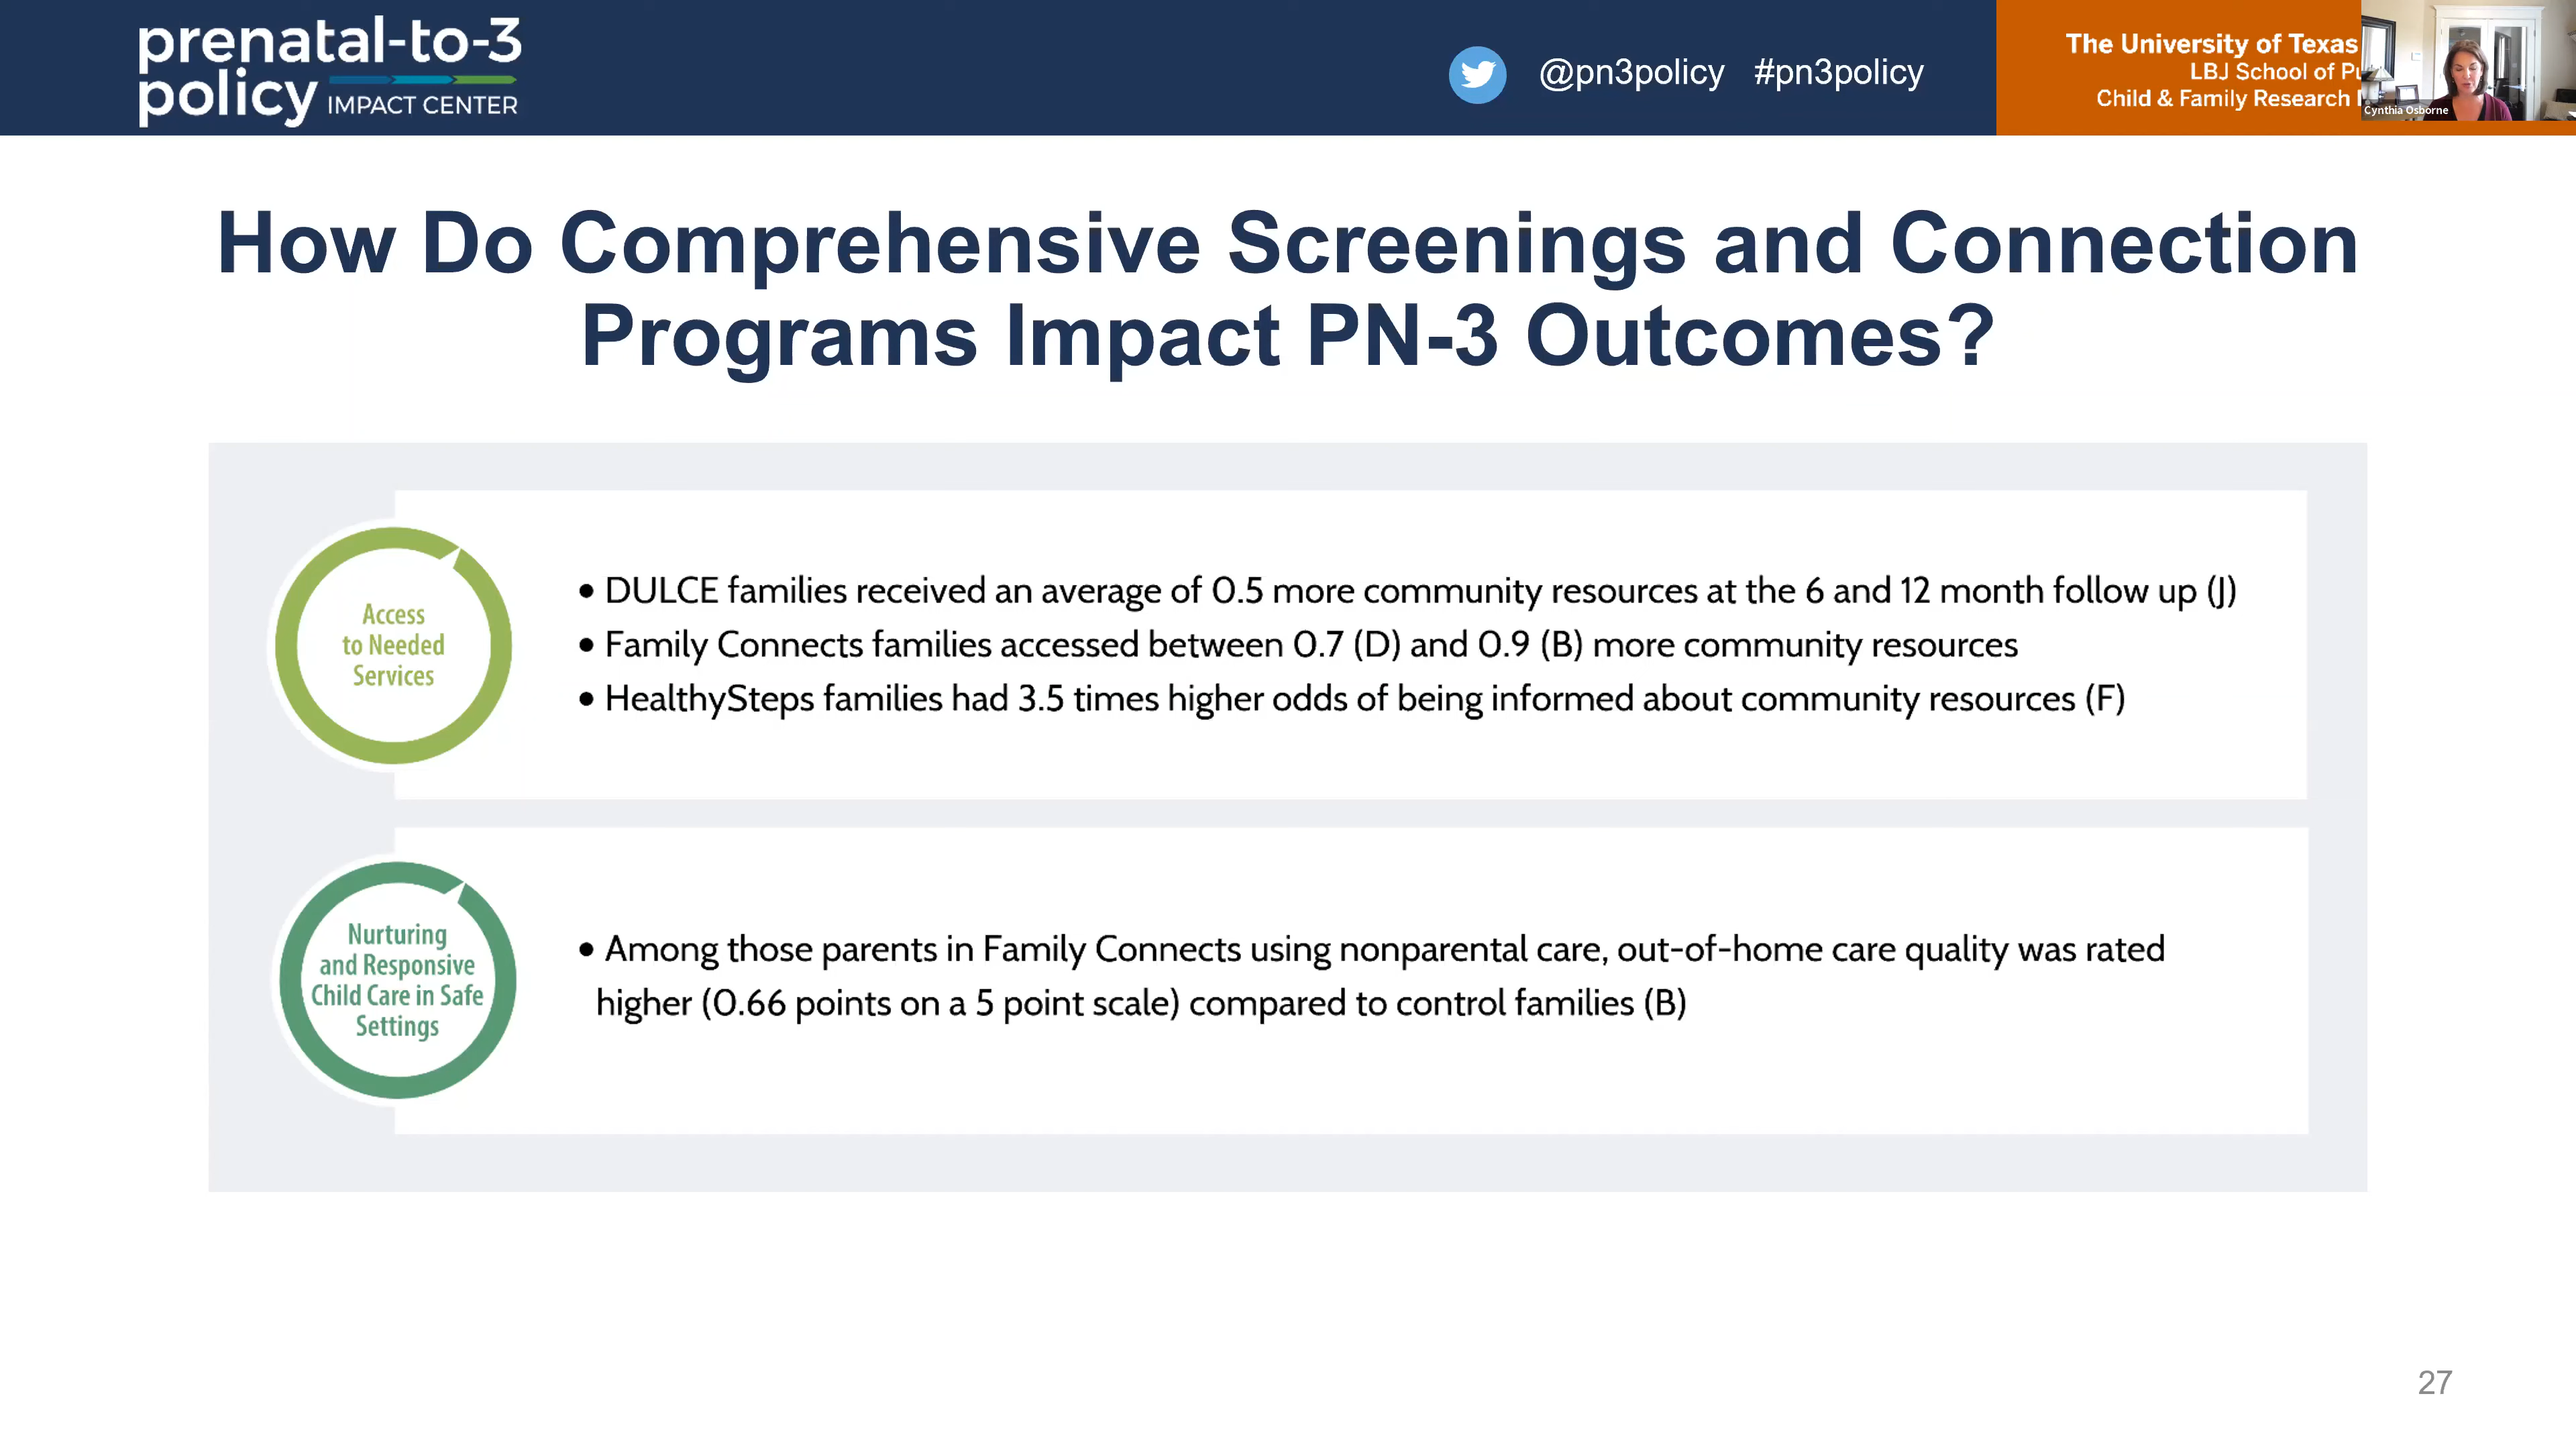 prenatal-to-3
policy IMPACT CENTER
@pn3policy #pn3policy
The University of Texas
LBJ School of
Child & Family Research
Cynthia Osborne
How Do Comprehensive Screenings and Connection
Programs Impact PN-3 Outcomes?
Access
to Needed
Services
• DULCE families received an average of 0.5 more community resources at the 6 and 12 month follow up (J)
• Family Connects families accessed between 0.7 (D) and 0.9 (B) more community resources
• HealthySteps families had 3.5 times higher odds of being informed about community resources (F)
Nurturing
and Responsive
Child Care in Safe
Settings
• Among those parents in Family Connects using nonparental care, out-of-home care quality was rated
higher (0.66 points on a 5 point scale) compared to control families (B)
27